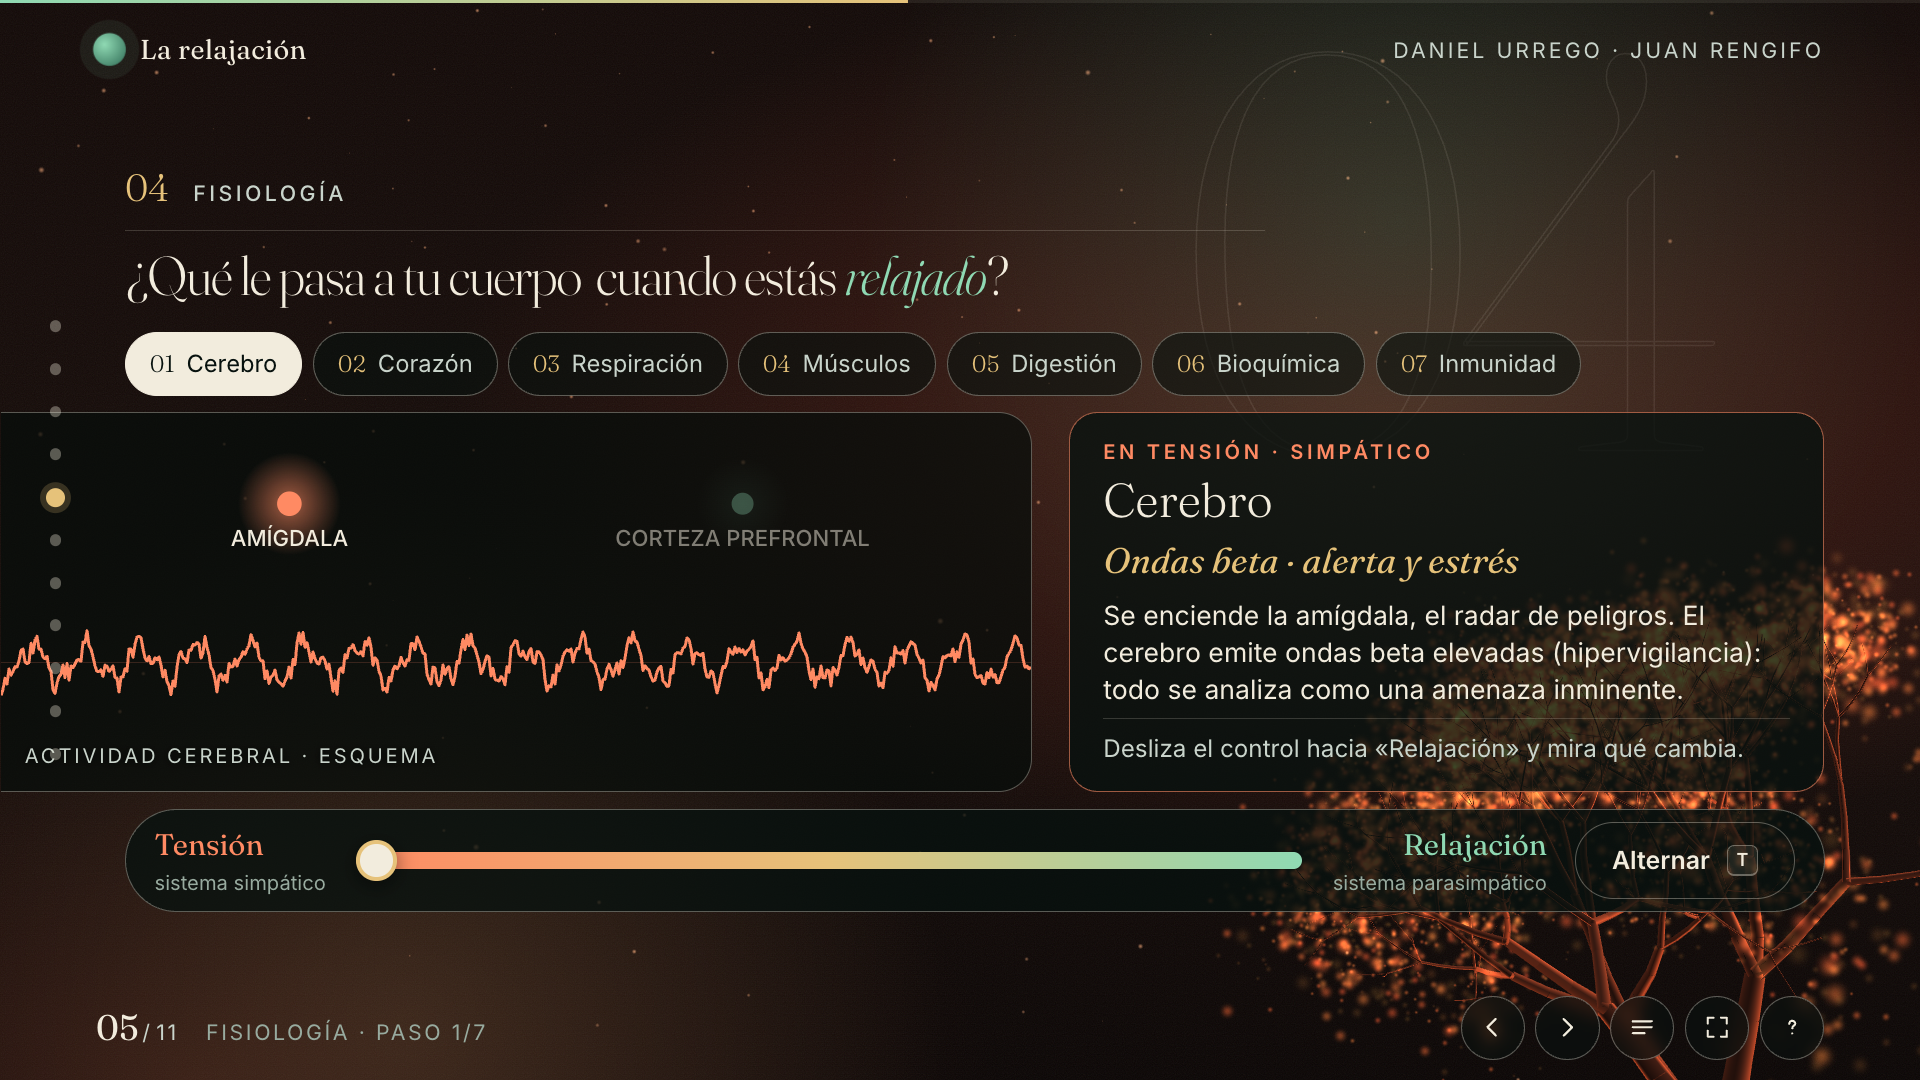 La relajación
DANIEL URREGO · JUAN RENGIFO
04
04 FISIOLOGÍA
¿Qué le pasa a tu cuerpo cuando estás relajado?
01 Cerebro
02 Corazón
03 Respiración
04 Músculos
05 Digestión
06 Bioquímica
07 Inmunidad
AMÍGDALA
CORTEZA PREFRONTAL
ACTIVIDAD CEREBRAL · ESQUEMA
EN TENSIÓN · SIMPÁTICO
Cerebro
Ondas beta · alerta y estrés
Se enciende la amígdala, el radar de peligros. El
cerebro emite ondas beta elevadas (hipervigilancia):
todo se analiza como una amenaza inminente.
Desliza el control hacia «Relajación» y mira qué cambia.
Tensión
sistema simpático
Relajación
sistema parasimpático
Alternar T
05 / 11 FISIOLOGÍA · PASO 1/7
?